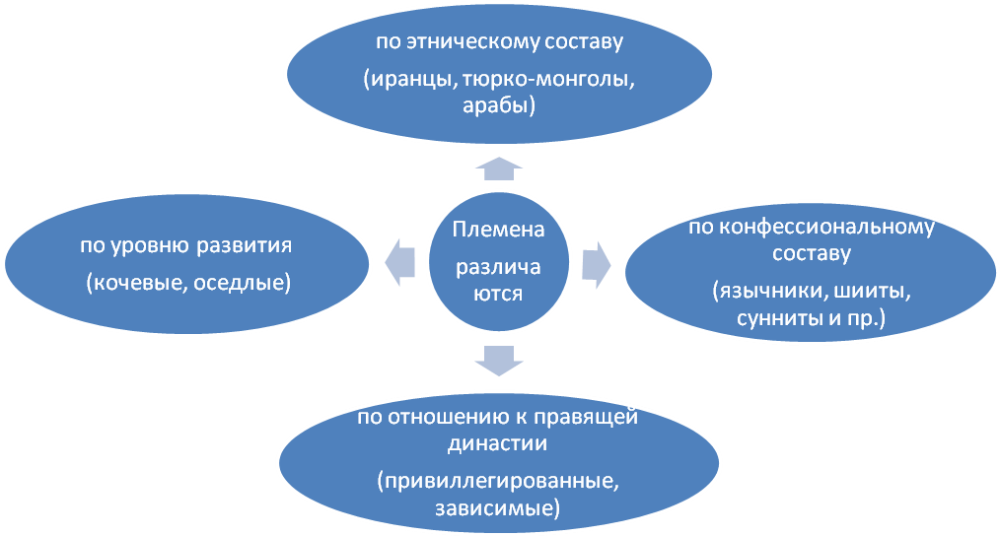 по этническому составу
(иранцы, тюрко-монголы,
арабы)
по уровню развития
(кочевые, оседлые)
Племена
различа
ются
по конфессиональному
составу
(язычники, шииты,
сунниты и пр.)
по отношению к правящей
династии
(привиллегированные,
зависимые)